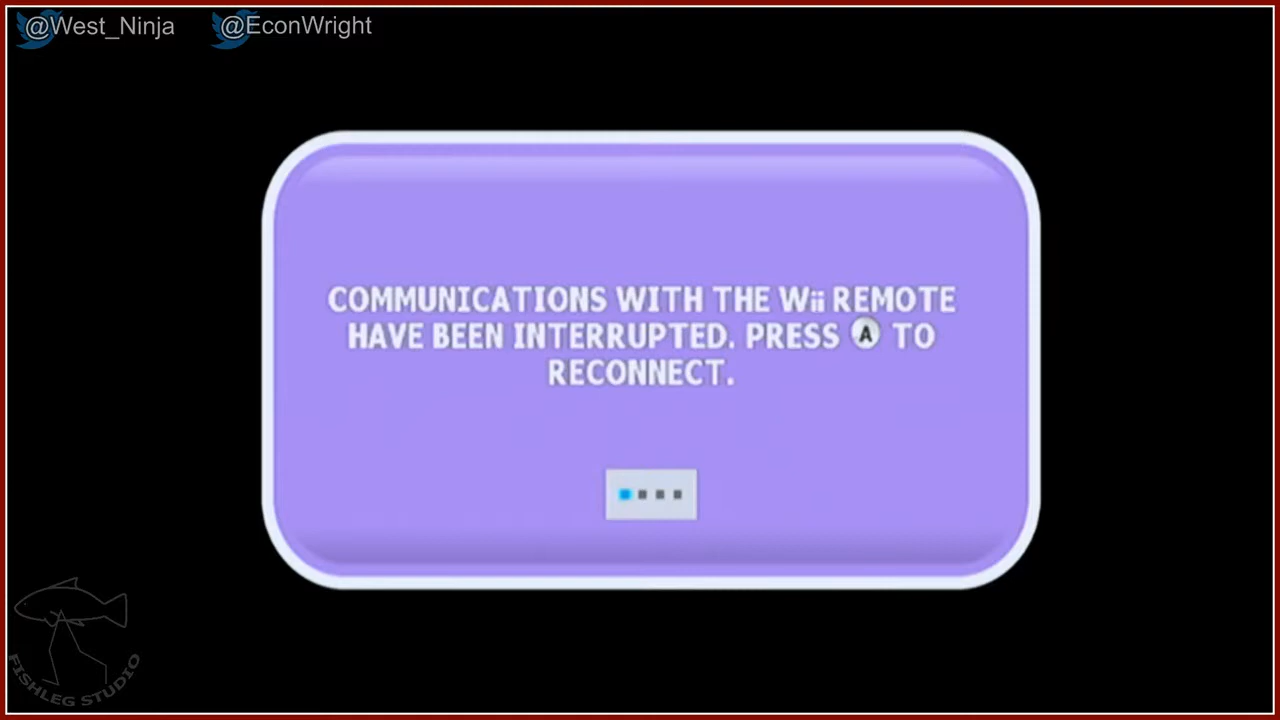 @West_Ninja @EconWright
COMMUNICATIONS WITH THE Wii REMOTE
HAVE BEEN INTERRUPTED. PRESS A TO
RECONNECT.
FISHLEG STUDIO